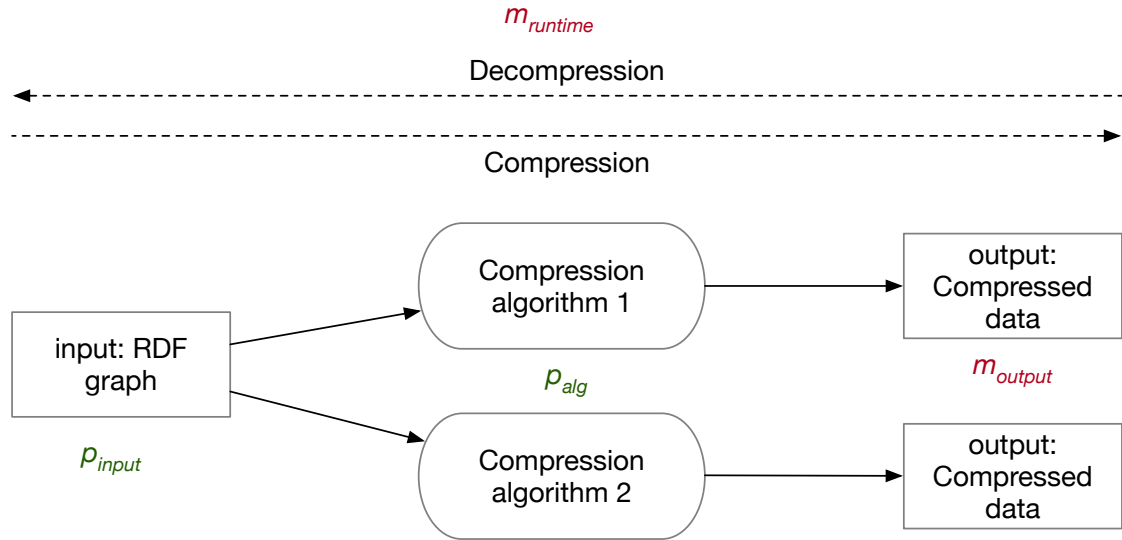 m_runtime
Decompression
Compression
Compression
algorithm 1
output:
Compressed
data
input: RDF
graph
p_alg
m_output
p_input
Compression
algorithm 2
output:
Compressed
data